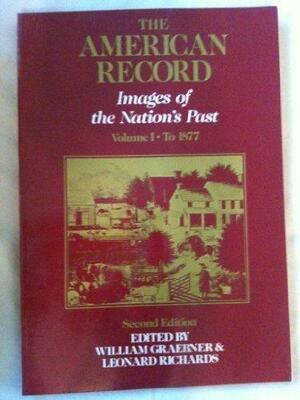 THE
AMERICAN
RECORD
Images of
the Nation's Past
Volume I • To 1877
Second Edition
EDITED BY
WILLIAM GRAEBNER &
LEONARD RICHARDS